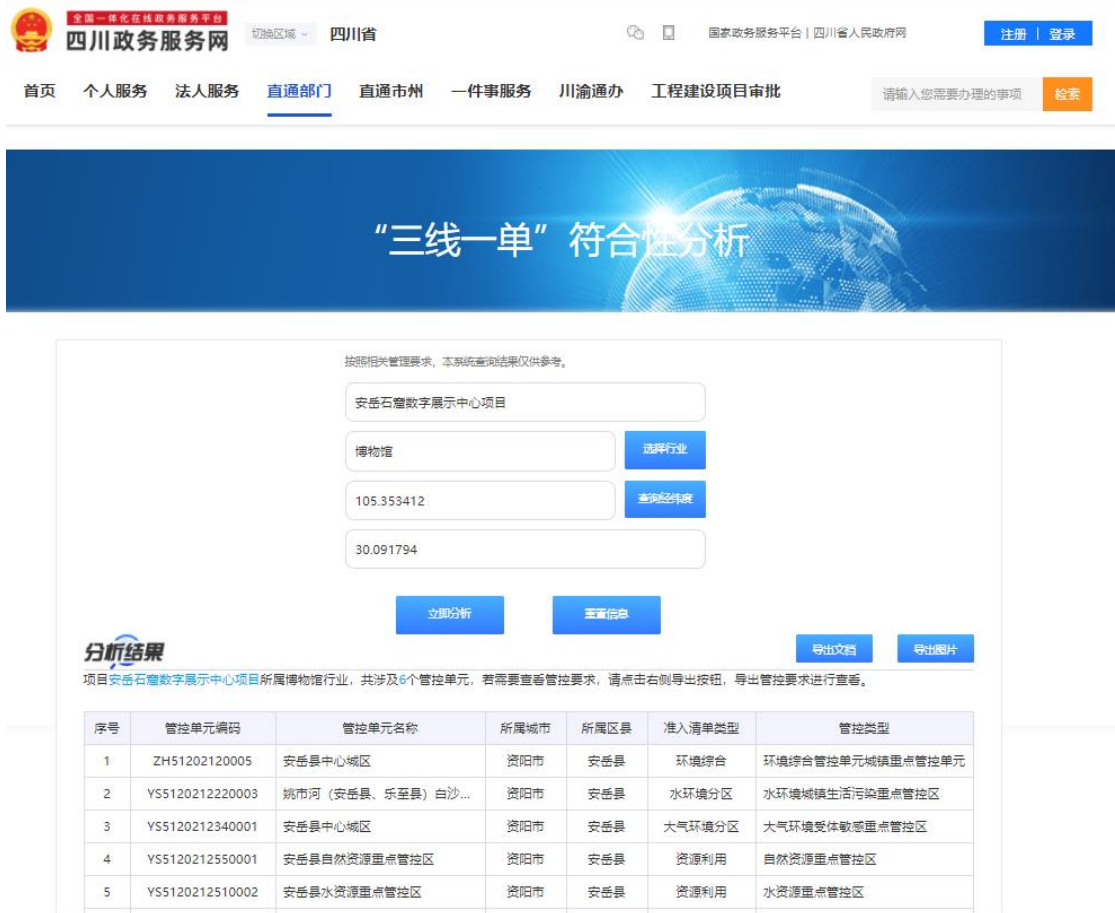 全国一体化在线政务服务平台
四川政务服务网 切换区域 四川省 国家政务服务平台 | 四川省人民政府网 注册 | 登录
首页 个人服务 法人服务 直通部门 直通市州 一件事服务 川渝通办 工程建设项目审批 请输入您需要办理的事项 检索
“三线一单”符合性分析
按照相关管理要求，本系统查询结果仅供参考。
安岳石窟数字展示中心项目
博物馆 选择行业
105.353412 查询经纬度
30.091794
立即分析 重置信息
分析结果 导出文档 导出图片
项目安岳石窟数字展示中心项目所属博物馆行业，共涉及6个管控单元，若需要查看管控要求，请点击右侧导出按钮，导出管控要求进行查看。
序号 管控单元编码 管控单元名称 所属城市 所属区县 准入清单类型 管控类型
1 ZH51202120005 安岳县中心城区 资阳市 安岳县 环境综合 环境综合管控单元城镇重点管控单元
2 YS5120212220003 姚市河（安岳县、乐至县）白沙... 资阳市 安岳县 水环境分区 水环境城镇生活污染重点管控区
3 YS5120212340001 安岳县中心城区 资阳市 安岳县 大气环境分区 大气环境受体敏感重点管控区
4 YS5120212550001 安岳县自然资源重点管控区 资阳市 安岳县 资源利用 自然资源重点管控区
5 YS5120212510002 安岳县水资源重点管控区 资阳市 安岳县 资源利用 水资源重点管控区